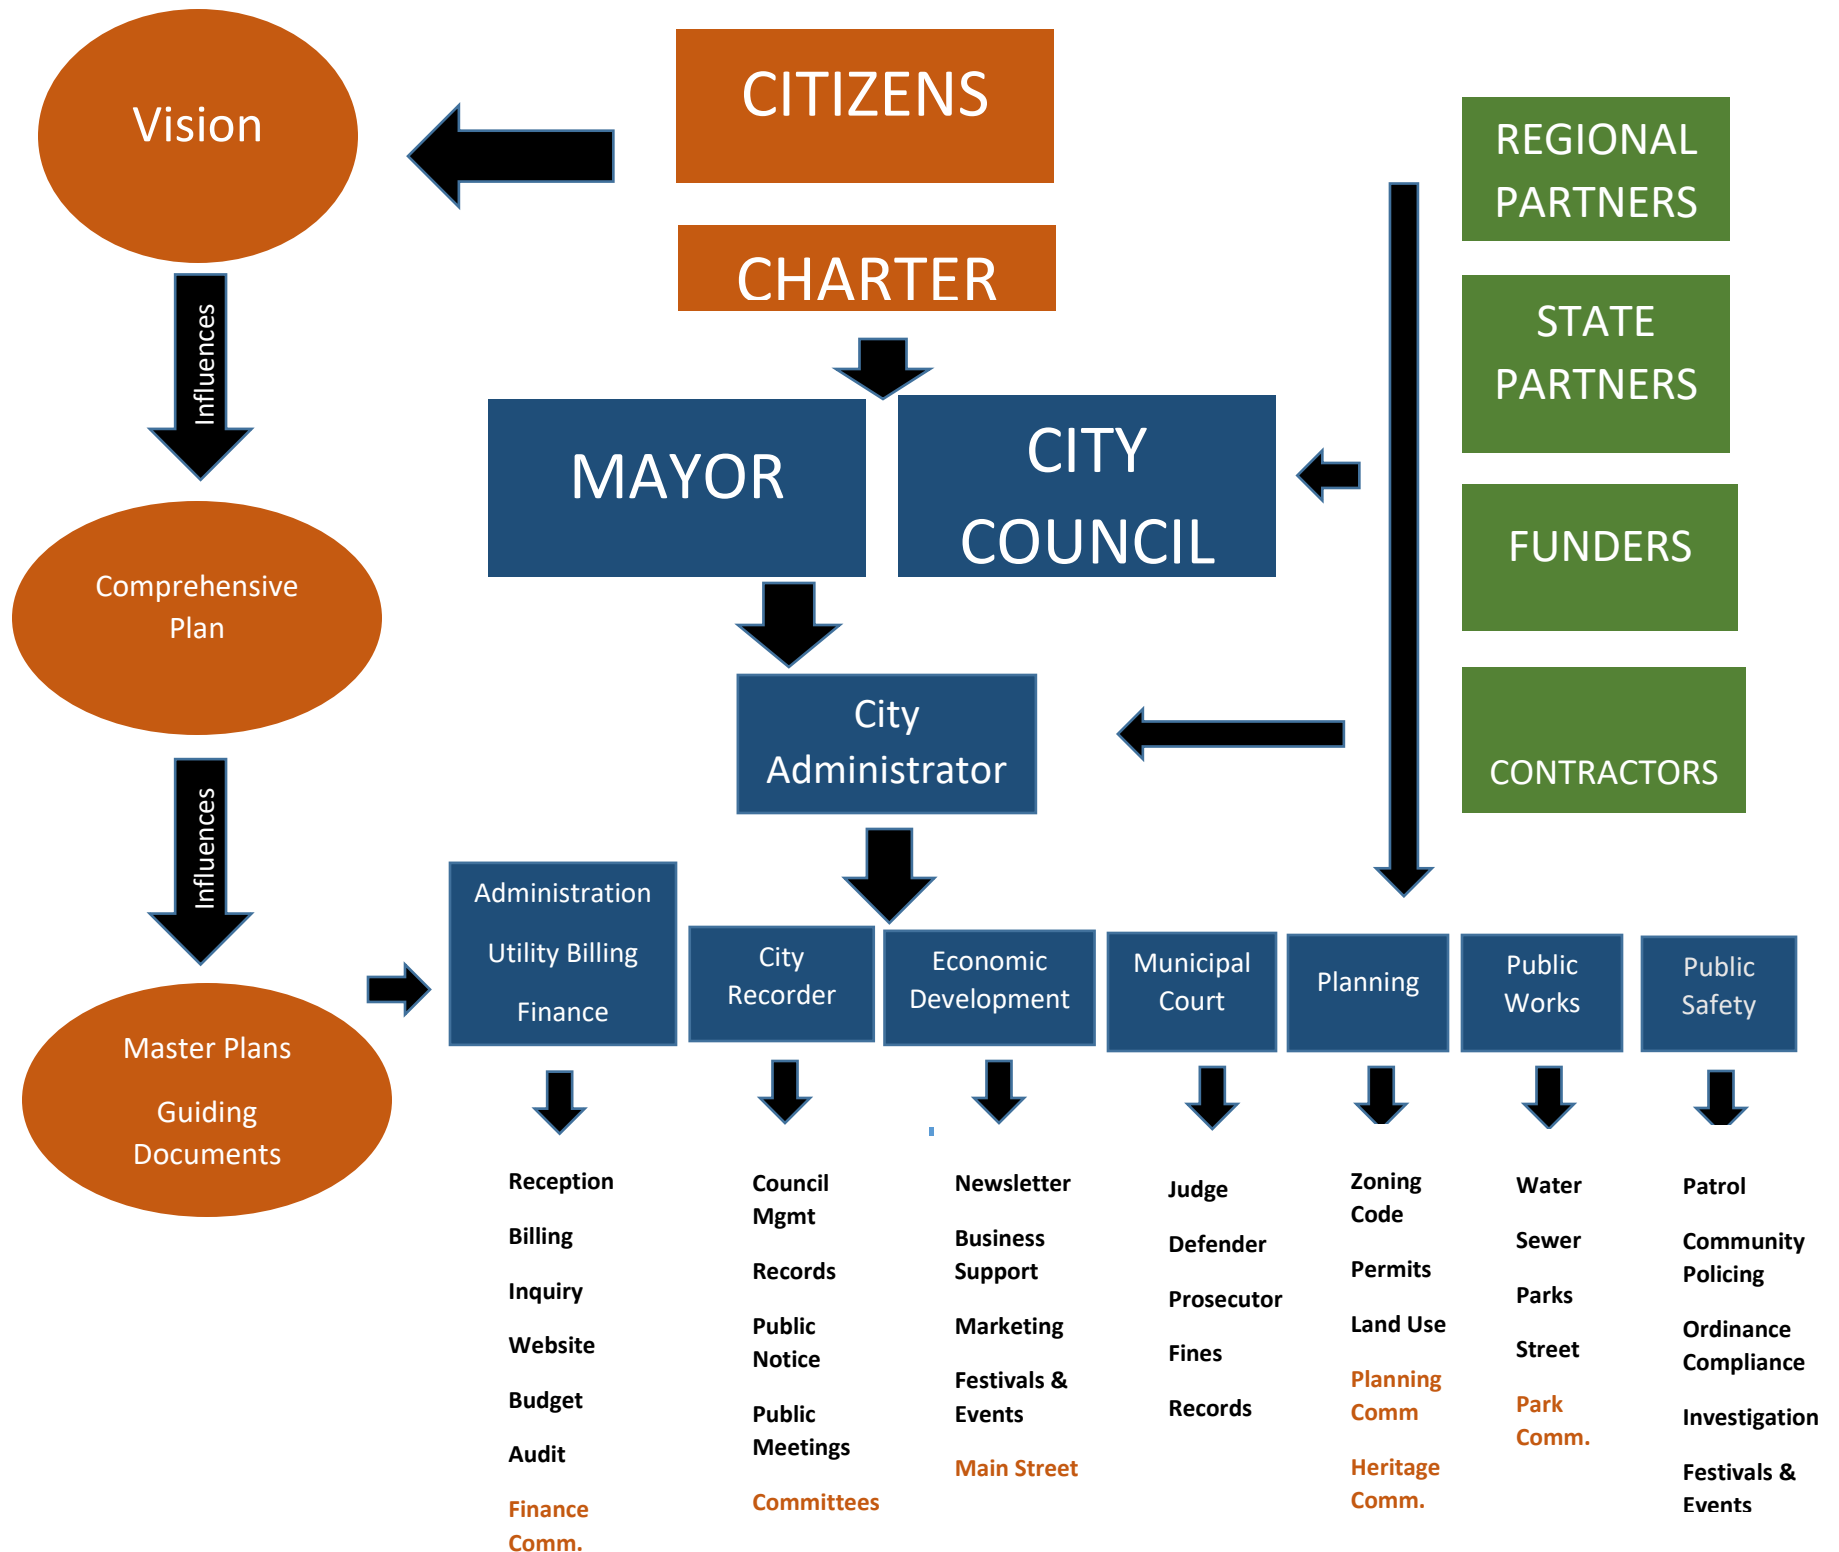 Vision
CITIZENS
CHARTER
REGIONAL
PARTNERS
STATE
PARTNERS
FUNDERS
CONTRACTORS
Influences
MAYOR
CITY
COUNCIL
Comprehensive
Plan
City
Administrator
Influences
Master Plans
Guiding
Documents
Administration
Utility Billing
Finance
City
Recorder
Economic
Development
Municipal
Court
Planning
Public
Works
Public
Safety
Reception
Billing
Inquiry
Website
Budget
Audit
Finance
Comm.
Council
Mgmt
Records
Public
Notice
Public
Meetings
Committees
Newsletter
Business
Support
Marketing
Festivals &
Events
Main Street
Judge
Defender
Prosecutor
Fines
Records
Zoning
Code
Permits
Land Use
Planning
Comm
Heritage
Comm.
Water
Sewer
Parks
Street
Park
Comm.
Patrol
Community
Policing
Ordinance
Compliance
Investigation
Festivals &
Events